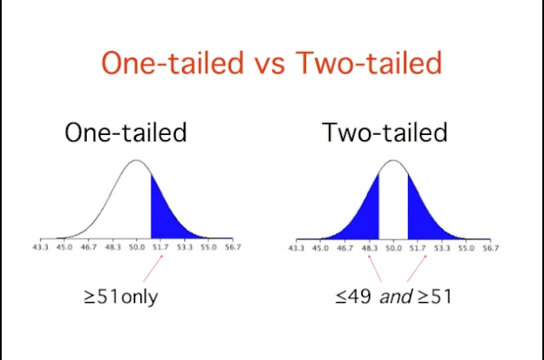 One-tailed vs Two-tailed
One-tailed
43.3 45.0 46.7 48.3 50.0 51.7 53.3 55.0 56.7
≥51only
Two-tailed
43.3 45.0 46.7 48.3 50.0 51.7 53.3 55.0 56.7
≤49 and ≥51